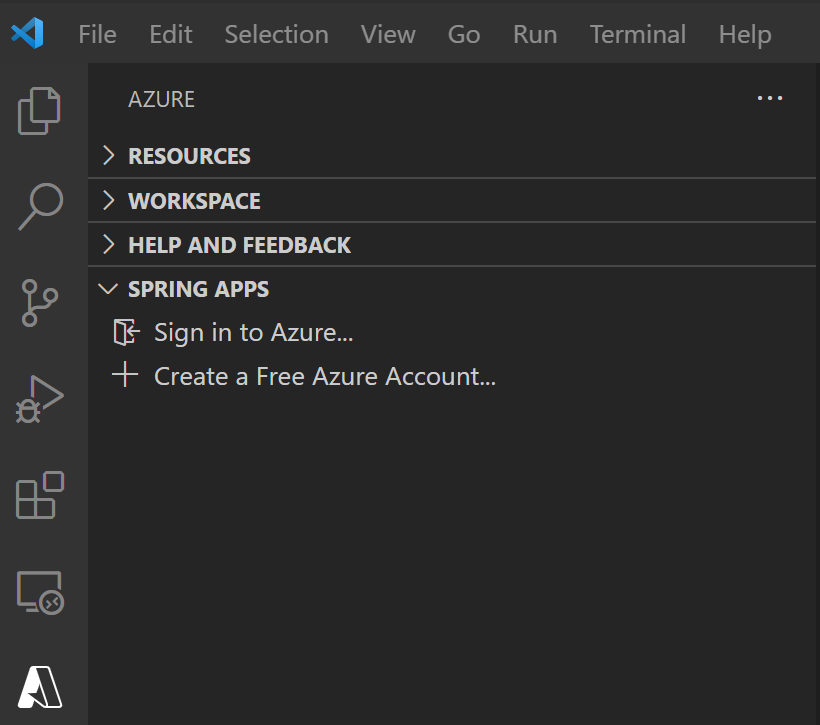 File Edit Selection View Go Run Terminal Help
AZURE
RESOURCES
WORKSPACE
HELP AND FEEDBACK
SPRING APPS
Sign in to Azure...
Create a Free Azure Account...